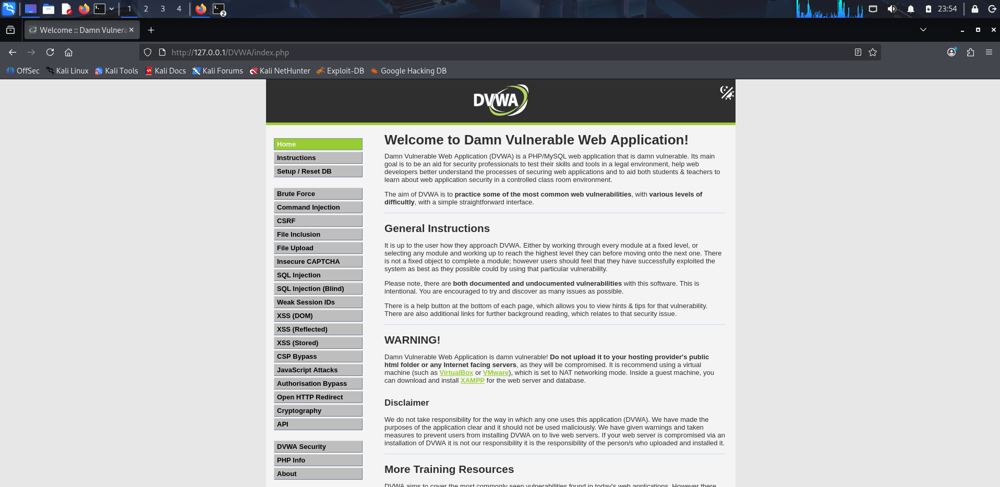 1 2 3 4 2 23:54
Welcome :: Damn Vulnera
http://127.0.0.1/DVWA/index.php
OffSec Kali Linux Kali Tools Kali Docs Kali Forums Kali NetHunter Exploit-DB Google Hacking DB
DVWA
Home
Instructions
Setup / Reset DB
Brute Force
Command Injection
CSRF
File Inclusion
File Upload
Insecure CAPTCHA
SQL Injection
SQL Injection (Blind)
Weak Session IDs
XSS (DOM)
XSS (Reflected)
XSS (Stored)
CSP Bypass
JavaScript Attacks
Authorisation Bypass
Open HTTP Redirect
Cryptography
API
DVWA Security
PHP Info
About
Welcome to Damn Vulnerable Web Application!
Damn Vulnerable Web Application (DVWA) is a PHP/MySQL web application that is damn vulnerable. Its main
goal is to be an aid for security professionals to test their skills and tools in a legal environment, help web
developers better understand the processes of securing web applications and to aid both students & teachers to
learn about web application security in a controlled class room environment.
The aim of DVWA is to practice some of the most common web vulnerabilities, with various levels of
difficultly, with a simple straightforward interface.
General Instructions
It is up to the user how they approach DVWA. Either by working through every module at a fixed level, or
selecting any module and working up to reach the highest level they can before moving onto the next one. There
is not a fixed object to complete a module; however users should feel that they have successfully exploited the
system as best as they possible could by using that particular vulnerability.
Please note, there are both documented and undocumented vulnerabilities with this software. This is
intentional. You are encouraged to try and discover as many issues as possible.
There is a help button at the bottom of each page, which allows you to view hints & tips for that vulnerability.
There are also additional links for further background reading, which relates to that security issue.
WARNING!
Damn Vulnerable Web Application is damn vulnerable! Do not upload it to your hosting provider's public
html folder or any Internet facing servers, as they will be compromised. It is recommend using a virtual
machine (such as VirtualBox or VMware), which is set to NAT networking mode. Inside a guest machine, you
can download and install XAMPP for the web server and database.
Disclaimer
We do not take responsibility for the way in which any one uses this application (DVWA). We have made the
purposes of the application clear and it should not be used maliciously. We have given warnings and taken
measures to prevent users from installing DVWA on to live web servers. If your web server is compromised via an
installation of DVWA it is not our responsibility it is the responsibility of the person/s who uploaded and installed it.
More Training Resources
DVWA aims to cover the most commonly seen vulnerabilities found in today's web applications. However there